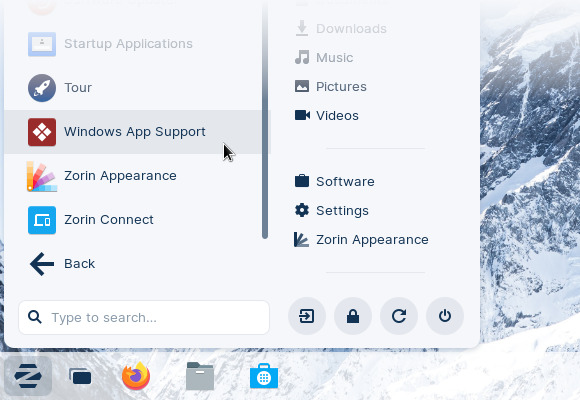 Startup Applications
Tour
Windows App Support
Zorin Appearance
Zorin Connect
Back
Type to search...
Downloads
Music
Pictures
Videos
Software
Settings
Zorin Appearance